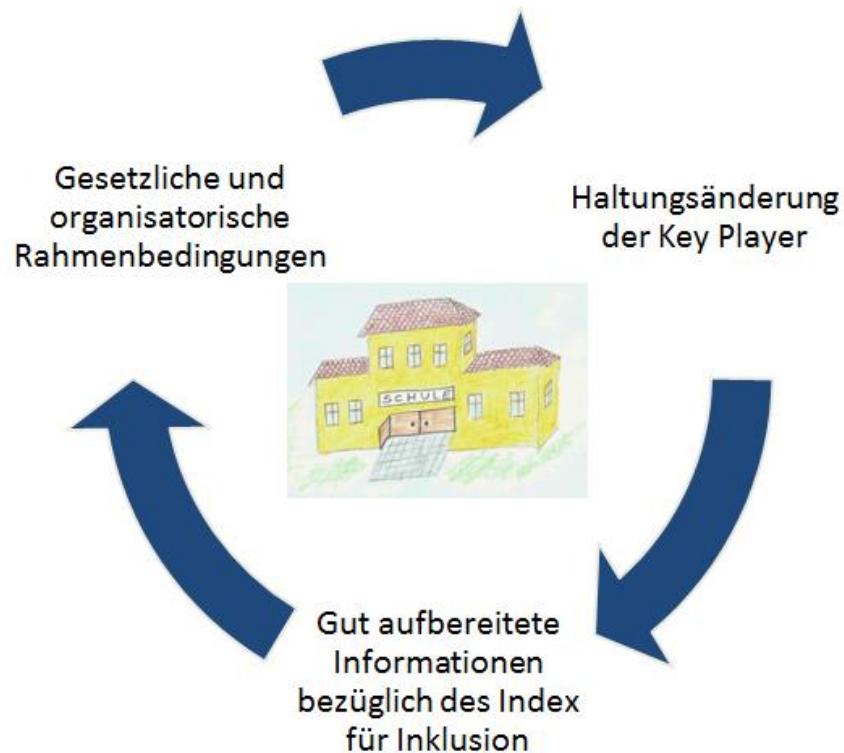 Gesetzliche und
organisatorische
Rahmenbedingungen
Haltungsänderung
der Key Player
SCHULE
Gut aufbereitete
Informationen
bezüglich des Index
für Inklusion